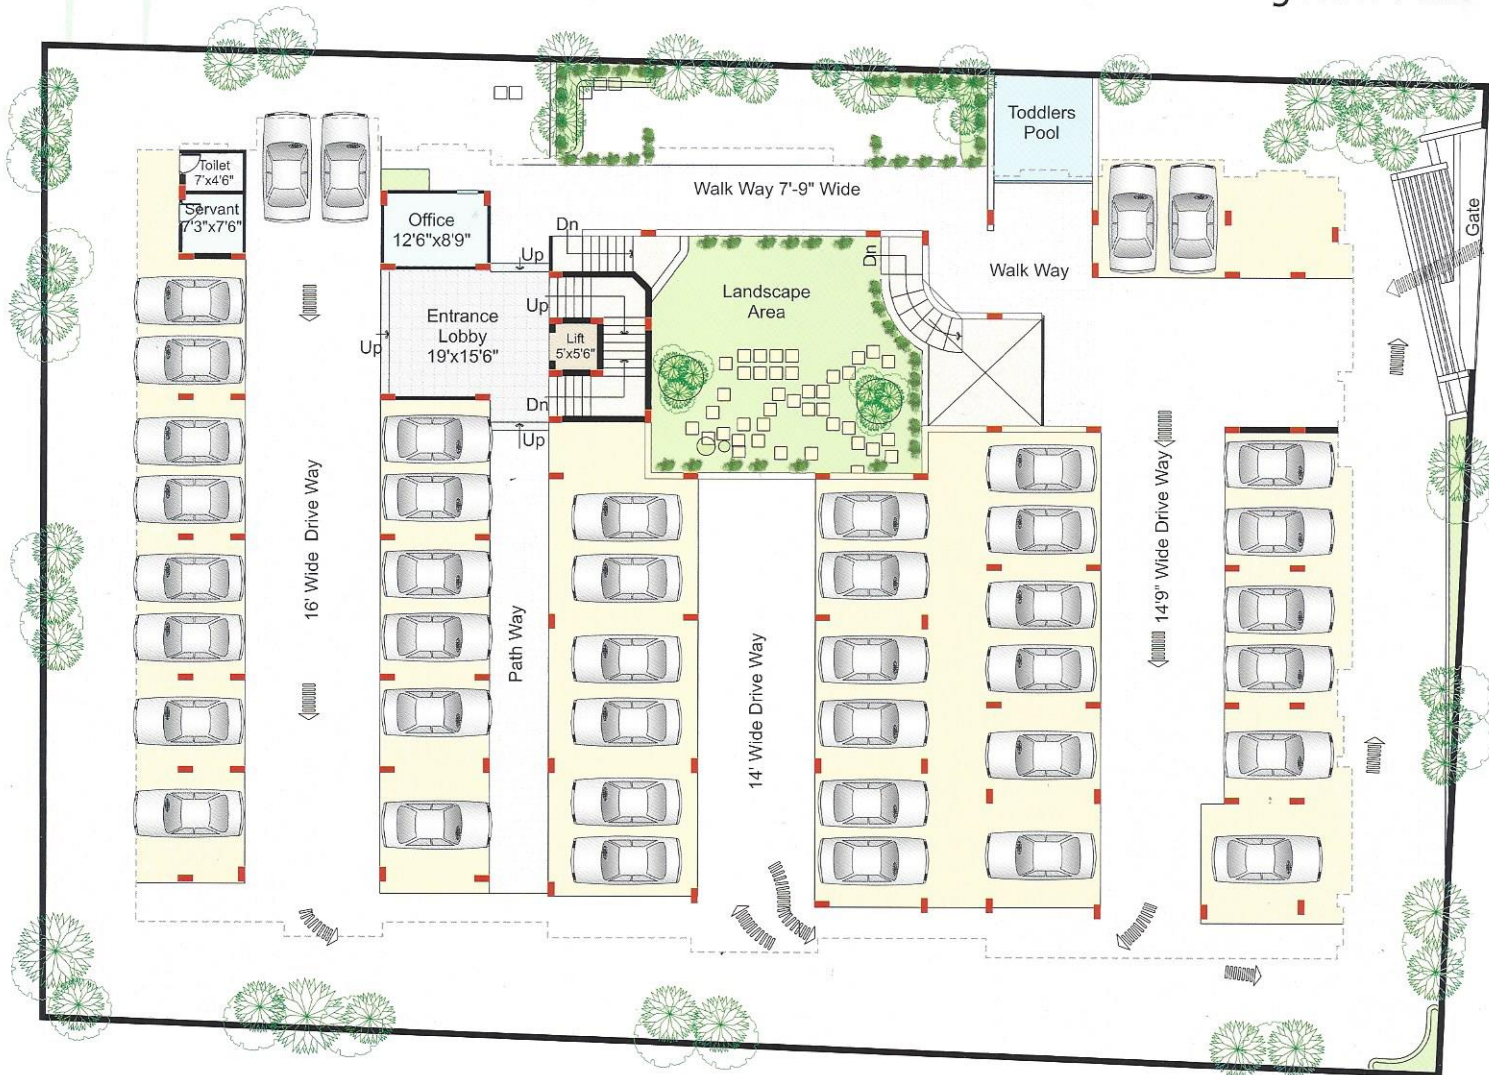 Toilet
7'x4'6"
Servant
7'3"x7'6"
Office
12'6"x8'9"
Toddlers
Pool
Walk Way 7'-9" Wide
Dn
Up
Dn
Walk Way
Gate
Landscape
Area
Entrance
Lobby
19'x15'6"
Up
Up
Lift
5'x5'6"
Dn
Up
16' Wide Drive Way
Path Way
14' Wide Drive Way
14'9" Wide Drive Way